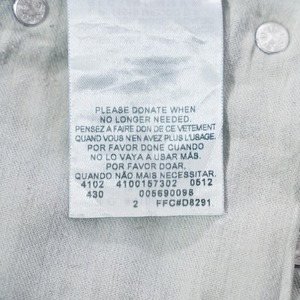 PLEASE DONATE WHEN
NO LONGER NEEDED.
PENSEZ A FAIRE DON DE CE VETEMENT
QUAND VOUS N'EN AVEZ PLUS L'USAGE.
POR FAVOR DONE CUANDO
NO LO VAYA A USAR MÁS.
POR FAVOR DOAR,
QUANDO NÃO MAIS NECESSITAR.
4102 4100157302 0512
430 005690098
2 FFC#D8291